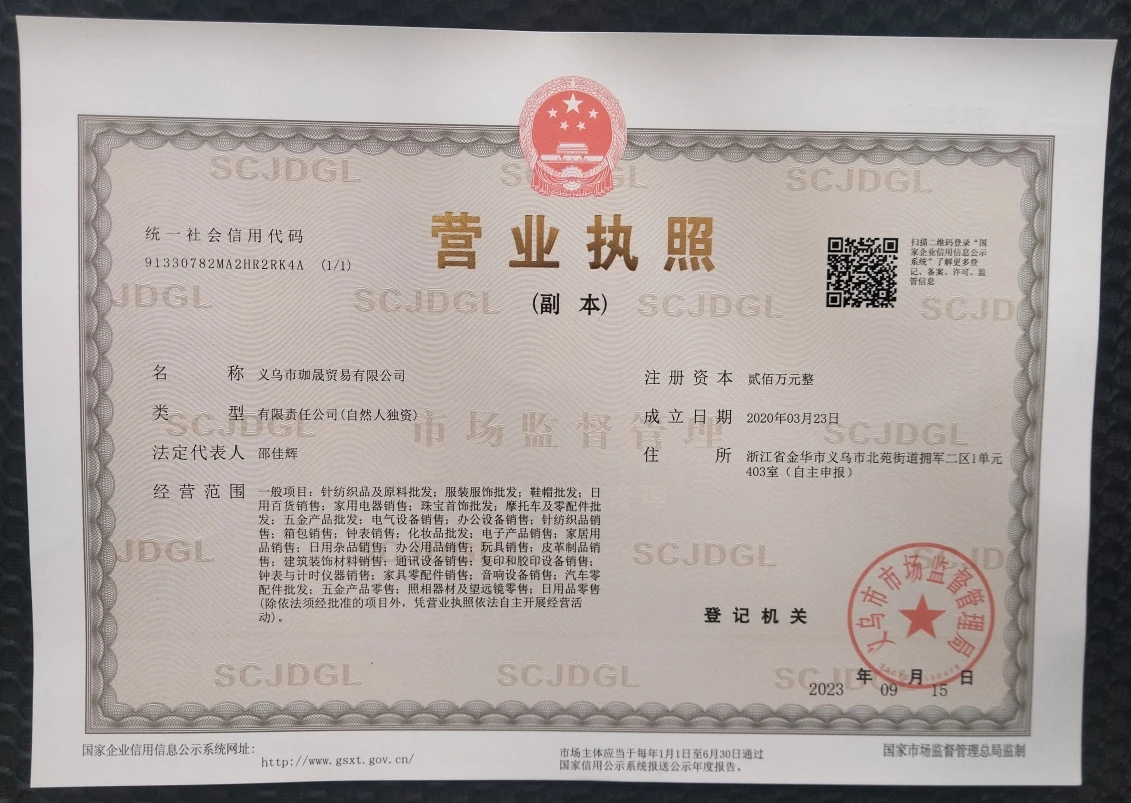 营业执照
(副 本)
统一社会信用代码
91330782MA2HR2RK4A (1/1)
扫描二维码登录“国
家企业信用信息公示
系统”了解更多登
记、备案、许可、监
管信息
名 称 义乌市珈晟贸易有限公司
类 型 有限责任公司(自然人独资)
法定代表人 邵佳辉
经营范围 一般项目：针纺织品及原料批发；服装服饰批发；鞋帽批发；日
用百货销售；家用电器销售；珠宝首饰批发；摩托车及零配件批
发；五金产品批发；电气设备销售；办公设备销售；针纺织品销
售；箱包销售；钟表销售；化妆品批发；电子产品销售；家居用
品销售；日用杂品销售；办公用品销售；玩具销售；皮革制品销
售；建筑装饰材料销售；通讯设备销售；复印和胶印设备销售；
钟表与计时仪器销售；家具零配件销售；音响设备销售；汽车零
配件批发；五金产品零售；照相器材及望远镜零售；日用品零售
(除依法须经批准的项目外，凭营业执照依法自主开展经营活
动)。
注册资本 贰佰万元整
成立日期 2020年03月23日
住 所 浙江省金华市义乌市北苑街道拥军二区1单元
403室（自主申报）
登记机关
义乌市市场监督管理局
2023 年 09 月 15 日
SCJDGL
市场监督管理
国家企业信用信息公示系统网址：
http://www.gsxt.gov.cn/
市场主体应当于每年1月1日至6月30日通过
国家信用公示系统报送公示年度报告。
国家市场监督管理总局监制